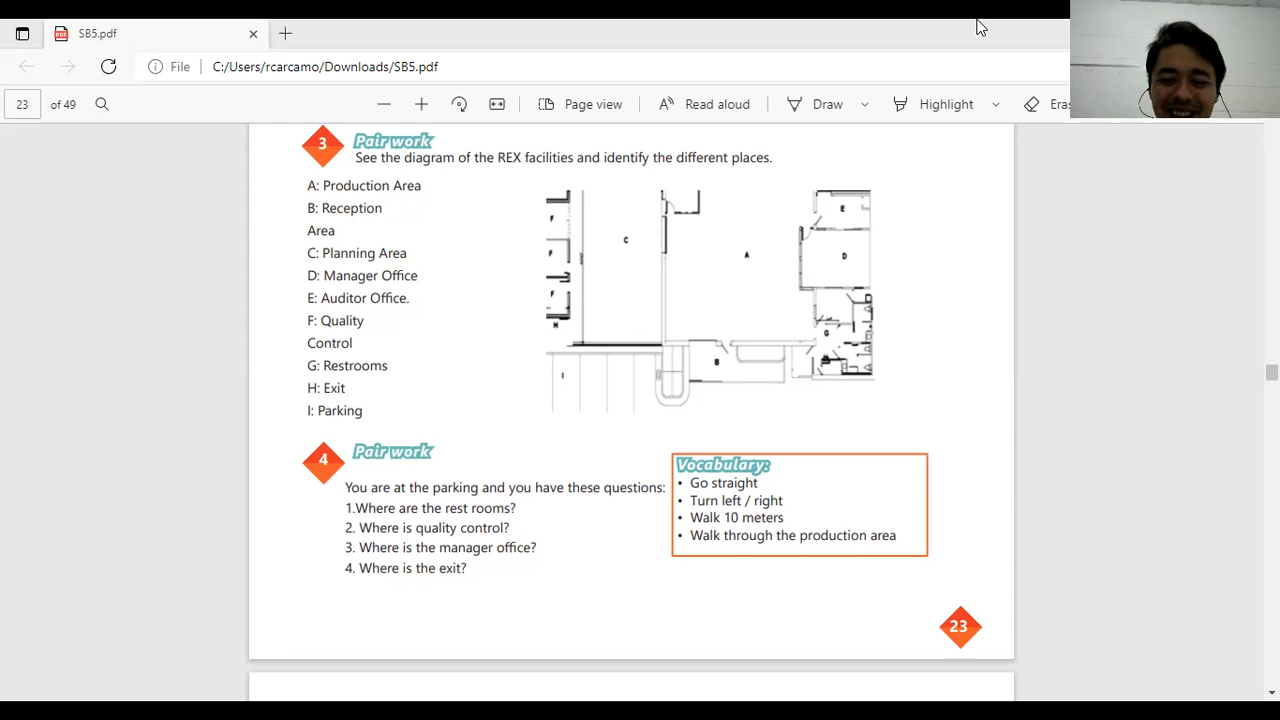 SB5.pdf
File C:/Users/rcarcamo/Downloads/SB5.pdf
23 of 49 Page view Read aloud Draw Highlight Eras
3 Pair work
See the diagram of the REX facilities and identify the different places.
A: Production Area
B: Reception
Area
C: Planning Area
D: Manager Office
E: Auditor Office.
F: Quality
Control
G: Restrooms
H: Exit
I: Parking
F
F
F
H
C
A
E
D
G
B
I
4 Pair work
You are at the parking and you have these questions:
1.Where are the rest rooms?
2. Where is quality control?
3. Where is the manager office?
4. Where is the exit?
Vocabulary:
• Go straight
• Turn left / right
• Walk 10 meters
• Walk through the production area
23